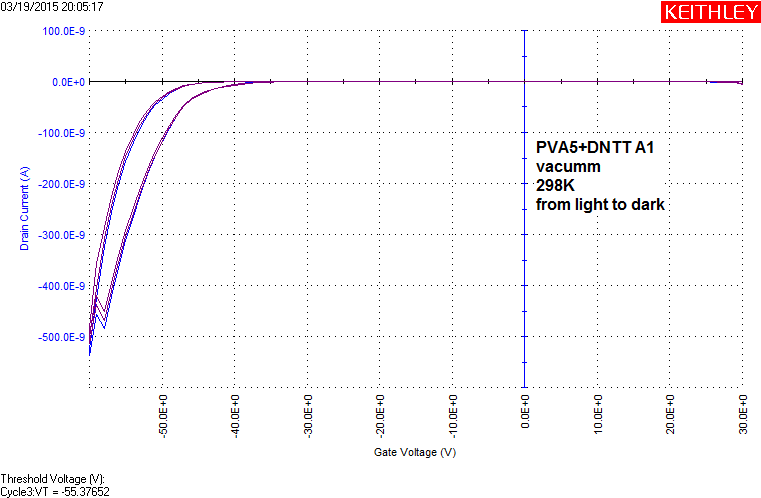 03/19/2015 20:05:17
KEITHLEY
100.0E-9
0.0E+0
-100.0E-9
-200.0E-9
-300.0E-9
-400.0E-9
-500.0E-9
Drain Current (A)
PVA5+DNTT A1
vacumm
298K
from light to dark
-50.0E+0
-40.0E+0
-30.0E+0
-20.0E+0
-10.0E+0
0.0E+0
10.0E+0
20.0E+0
30.0E+0
Gate Voltage (V)
Threshold Voltage (V):
Cycle3:VT = -55.37652